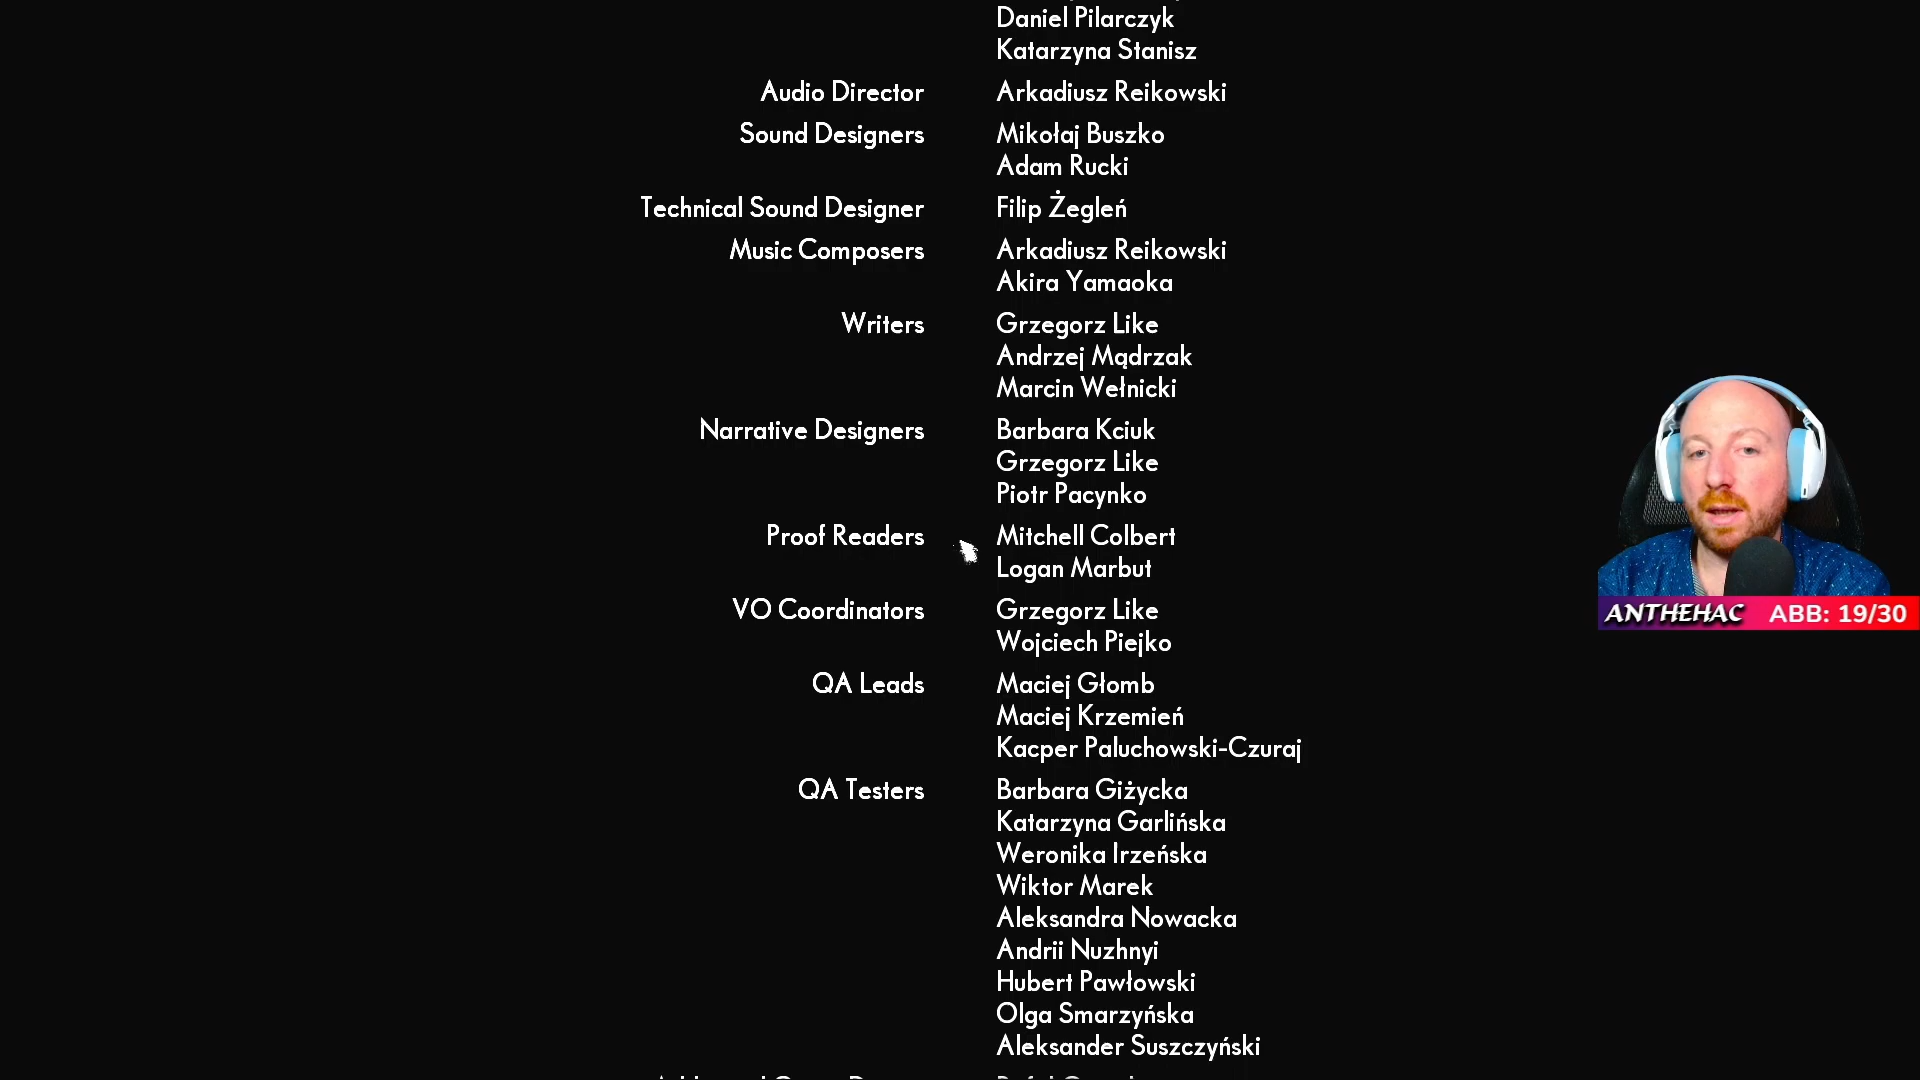 Daniel Pilarczyk
Katarzyna Stanisz
Audio Director Arkadiusz Reikowski
Sound Designers Mikołaj Buszko
Adam Rucki
Technical Sound Designer Filip Żegleń
Music Composers Arkadiusz Reikowski
Akira Yamaoka
Writers Grzegorz Like
Andrzej Mądrzak
Marcin Wełnicki
Narrative Designers Barbara Kciuk
Grzegorz Like
Piotr Pacynko
Proof Readers Mitchell Colbert
Logan Marbut
VO Coordinators Grzegorz Like
Wojciech Piejko
QA Leads Maciej Głomb
Maciej Krzemień
Kacper Paluchowski-Czuraj
QA Testers Barbara Giżycka
Katarzyna Garlińska
Weronika Irzeńska
Wiktor Marek
Aleksandra Nowacka
Andrii Nuzhnyi
Hubert Pawłowski
Olga Smarzyńska
Aleksander Suszczyński
ANTHEHAC ABB: 19/30